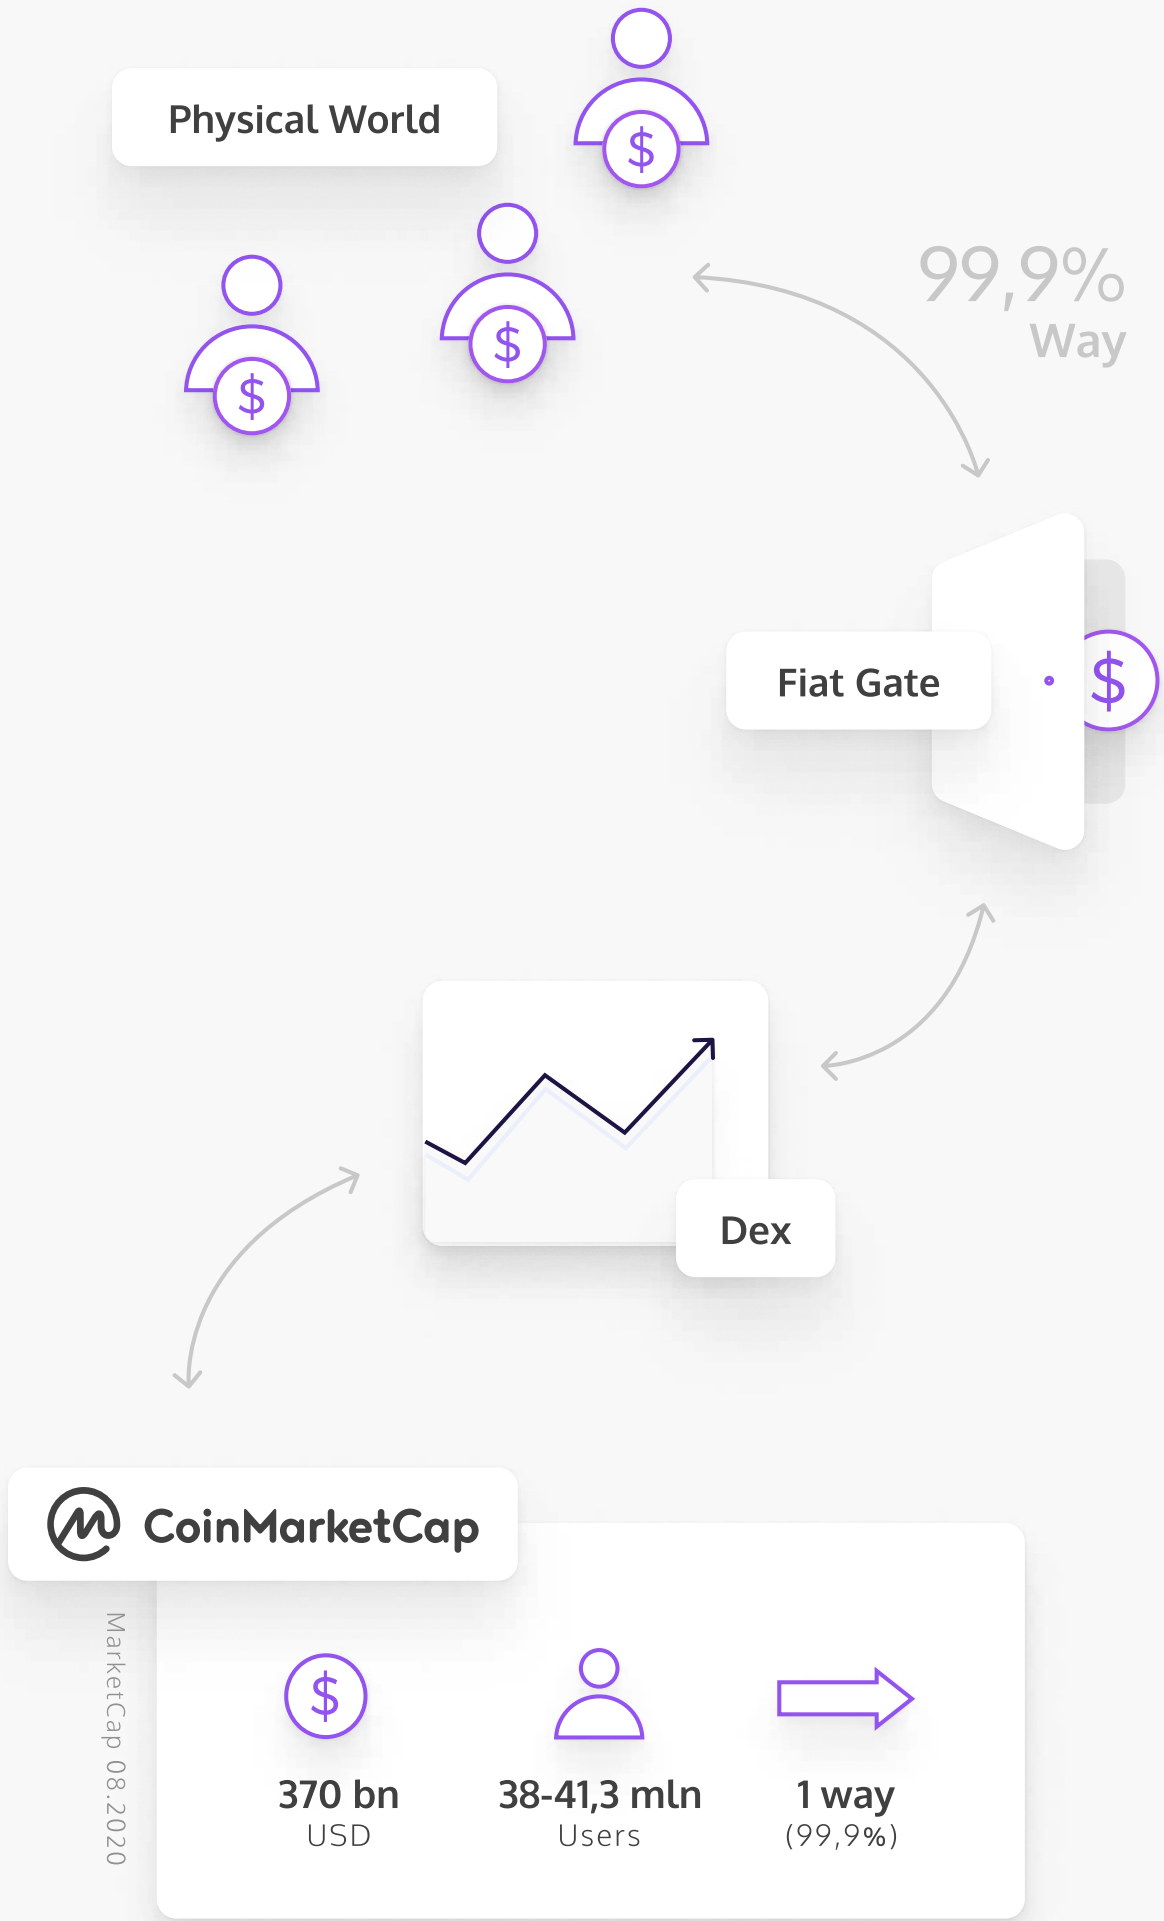 Physical World
$
99,9%
Way
$
$
Fiat Gate
$
Dex
CoinMarketCap
MarketCap 08.2020
$
370 bn
USD
38-41,3 mln
Users
1 way
(99,9%)